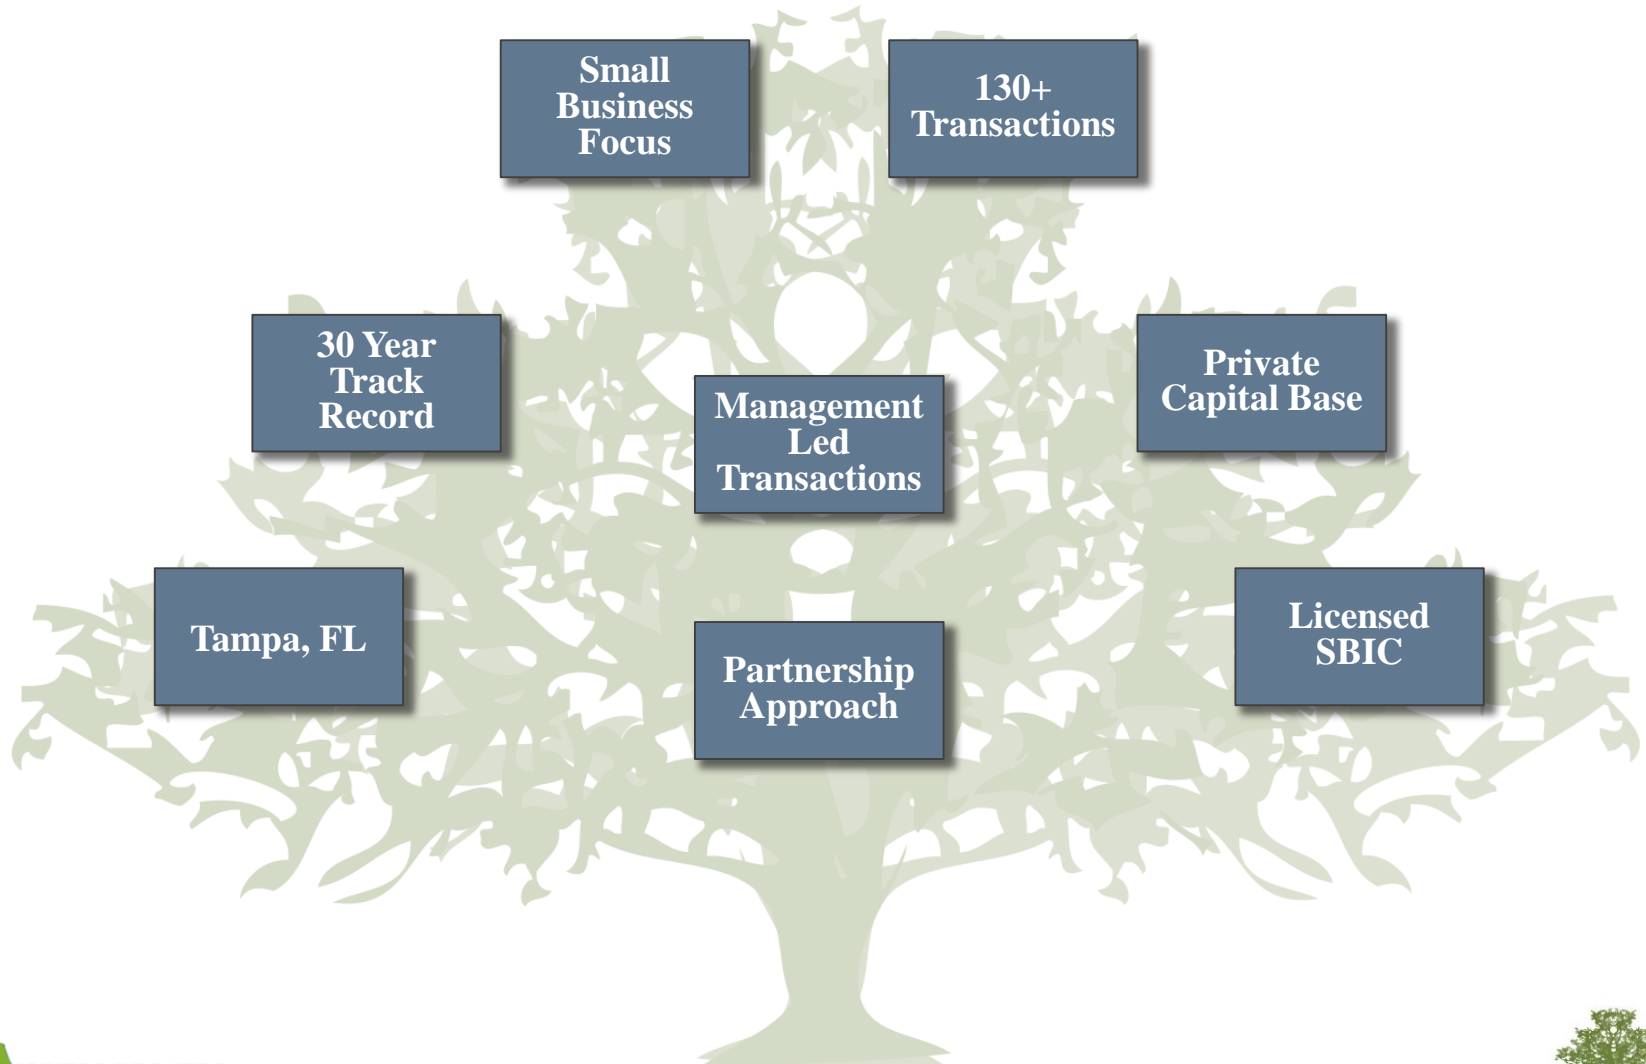 Small
Business
Focus
130+
Transactions
30 Year
Track
Record
Management
Led
Transactions
Private
Capital Base
Tampa, FL
Partnership
Approach
Licensed
SBIC